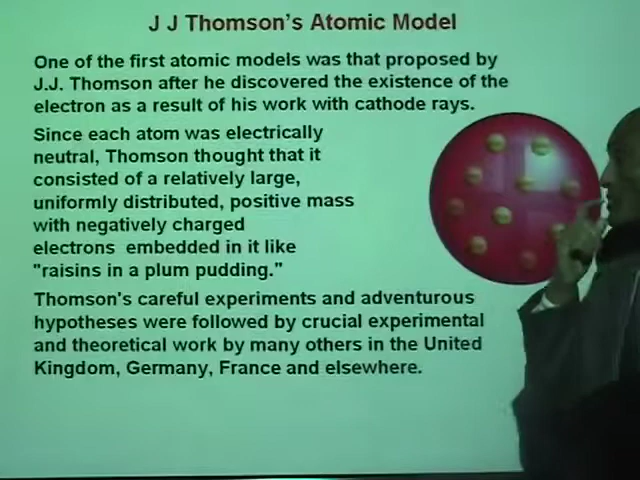 J J Thomson's Atomic Model
One of the first atomic models was that proposed by
J.J. Thomson after he discovered the existence of the
electron as a result of his work with cathode rays.
Since each atom was electrically
neutral, Thomson thought that it
consisted of a relatively large,
uniformly distributed, positive mass
with negatively charged
electrons embedded in it like
"raisins in a plum pudding."
Thomson's careful experiments and adventurous
hypotheses were followed by crucial experimental
and theoretical work by many others in the United
Kingdom, Germany, France and elsewhere.